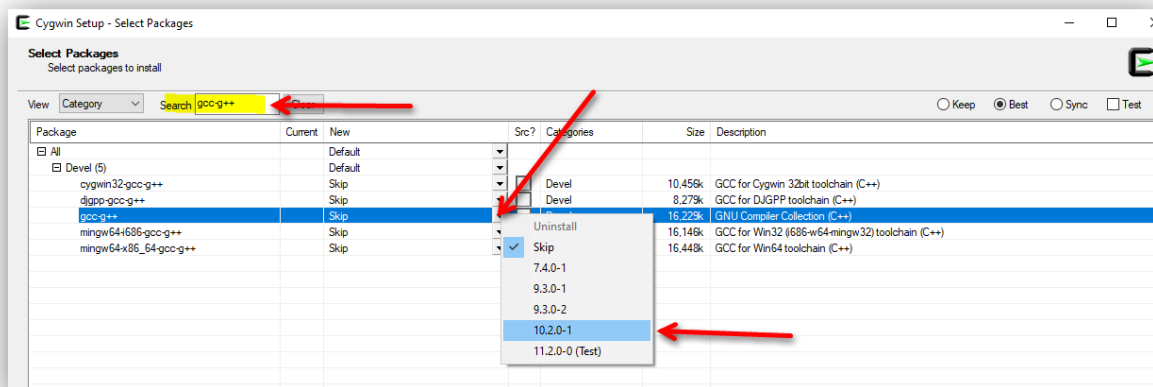 Cygwin Setup - Select Packages
Select Packages
Select packages to install
View Category Search gcc-g++ Clear Keep Best Sync Test
Package Current New Src? Categories Size Description
All Default
Devel (5) Default
cygwin32-gcc-g++ Skip Devel 10,456k GCC for Cygwin 32bit toolchain (C++)
djgpp-gcc-g++ Skip Devel 8,279k GCC for DJGPP toolchain (C++)
gcc-g++ Skip 16,229k GNU Compiler Collection (C++)
mingw64-i686-gcc-g++ Skip 16,146k GCC for Win32 (i686-w64-mingw32) toolchain (C++)
mingw64-x86_64-gcc-g++ Skip 16,448k GCC for Win64 toolchain (C++)
Uninstall
Skip
7.4.0-1
9.3.0-1
9.3.0-2
10.2.0-1
11.2.0-0 (Test)